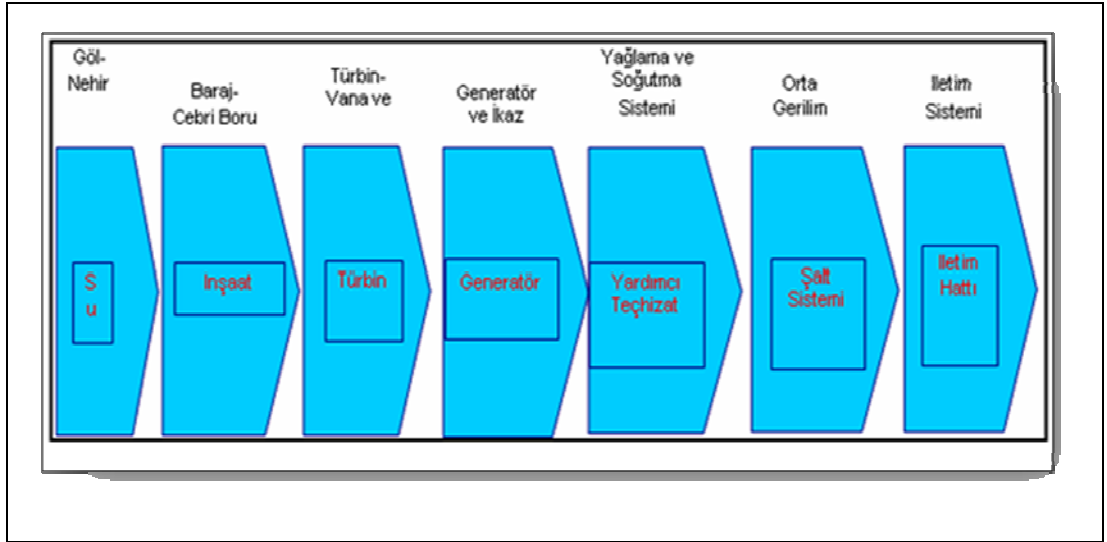 Göl-
Nehir
Baraj-
Cebri Boru
Türbin-
Vana ve
Generatör
ve İkaz
Yağlama ve
Soğutma
Sistemi
Orta
Gerilim
Iletim
Sistemi
S
u
Inşaat
Türbin
Generatör
Yardımcı
Teçhizat
Şalt
Sistemi
Iletim
Hattı